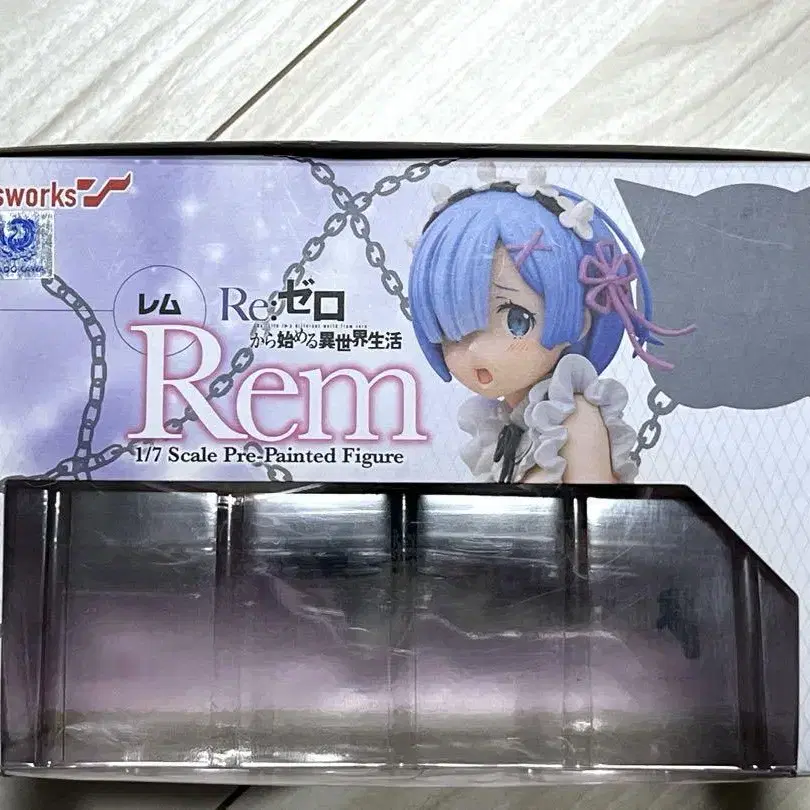 sworks
レム
Re:ゼロ
から始める異世界生活
Rem
1/7 Scale Pre-Painted Figure